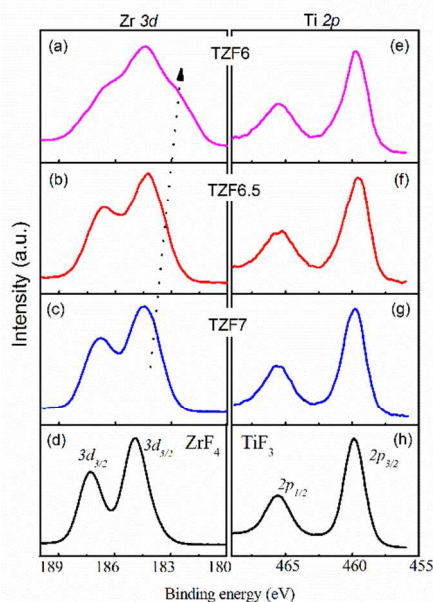 Zr 3d Ti 2p
(a) TZF6 (e)
(b) TZF6.5 (f)
(c) TZF7 (g)
(d) ZrF4 TiF3 (h)
3d3/2 3d5/2 2p1/2 2p3/2
Intensity (a.u.)
189 186 183 180 465 460 455
Binding energy (eV)